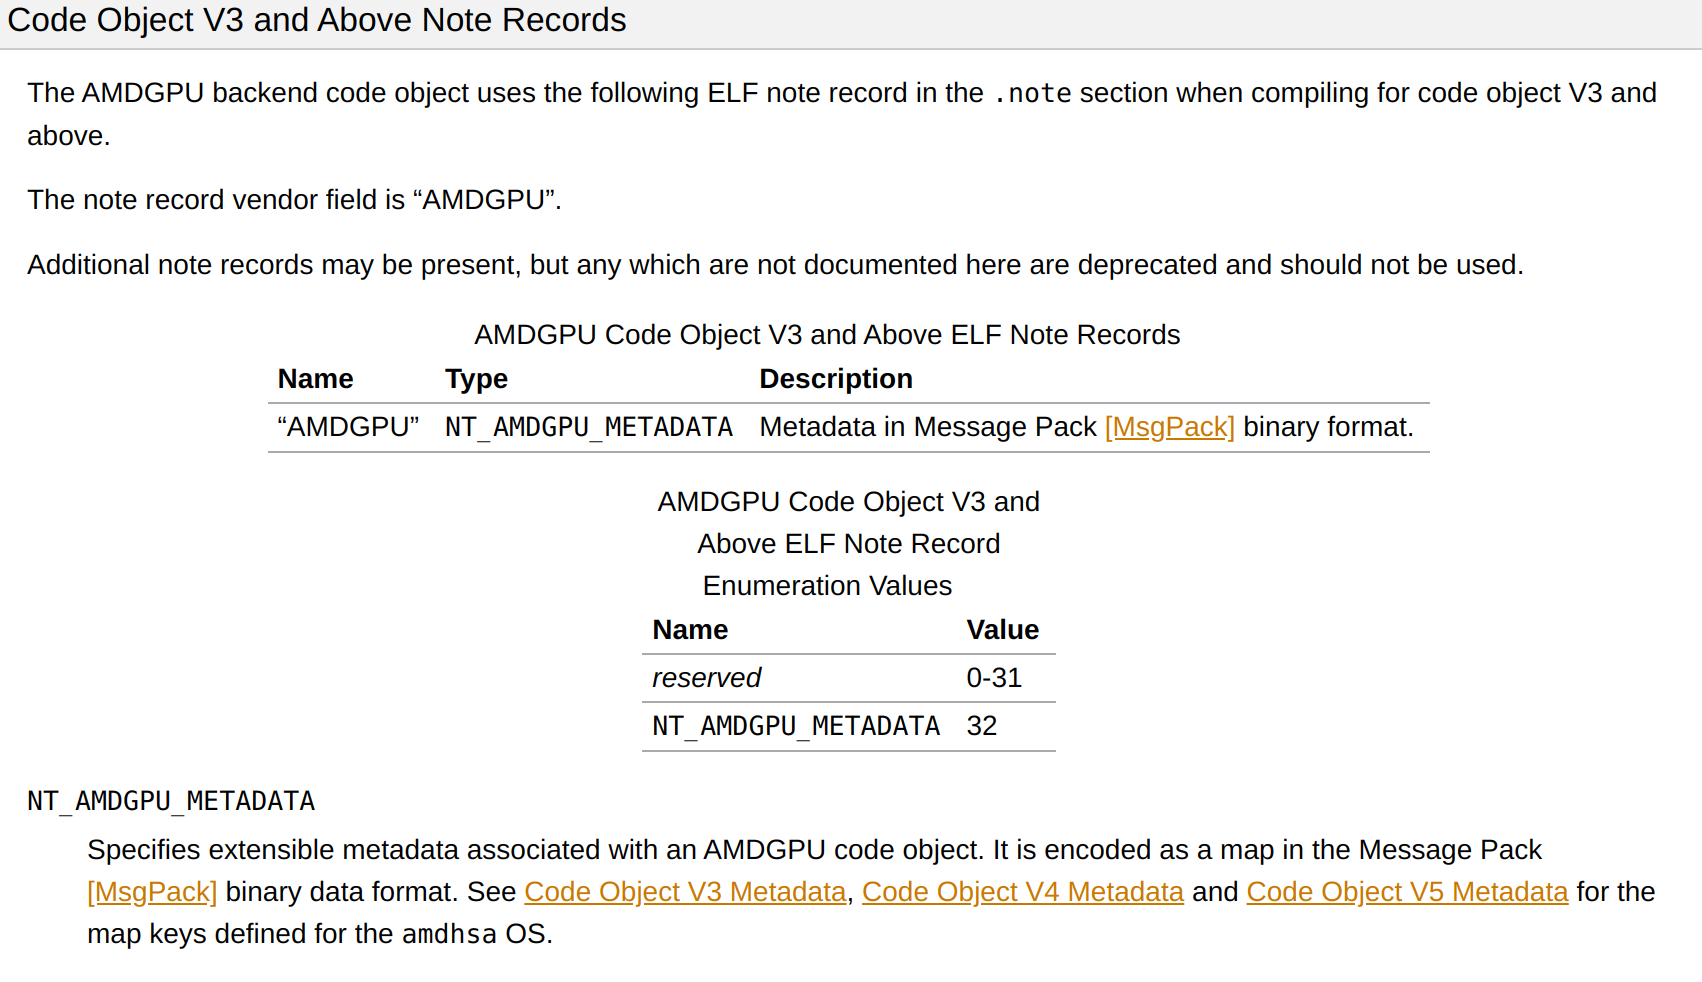 Code Object V3 and Above Note Records
The AMDGPU backend code object uses the following ELF note record in the .note section when compiling for code object V3 and
above.
The note record vendor field is “AMDGPU”.
Additional note records may be present, but any which are not documented here are deprecated and should not be used.
AMDGPU Code Object V3 and Above ELF Note Records
Name Type Description
“AMDGPU” NT_AMDGPU_METADATA Metadata in Message Pack [MsgPack] binary format.
AMDGPU Code Object V3 and
Above ELF Note Record
Enumeration Values
Name Value
reserved 0-31
NT_AMDGPU_METADATA 32
NT_AMDGPU_METADATA
Specifies extensible metadata associated with an AMDGPU code object. It is encoded as a map in the Message Pack
[MsgPack] binary data format. See Code Object V3 Metadata, Code Object V4 Metadata and Code Object V5 Metadata for the
map keys defined for the amdhsa OS.